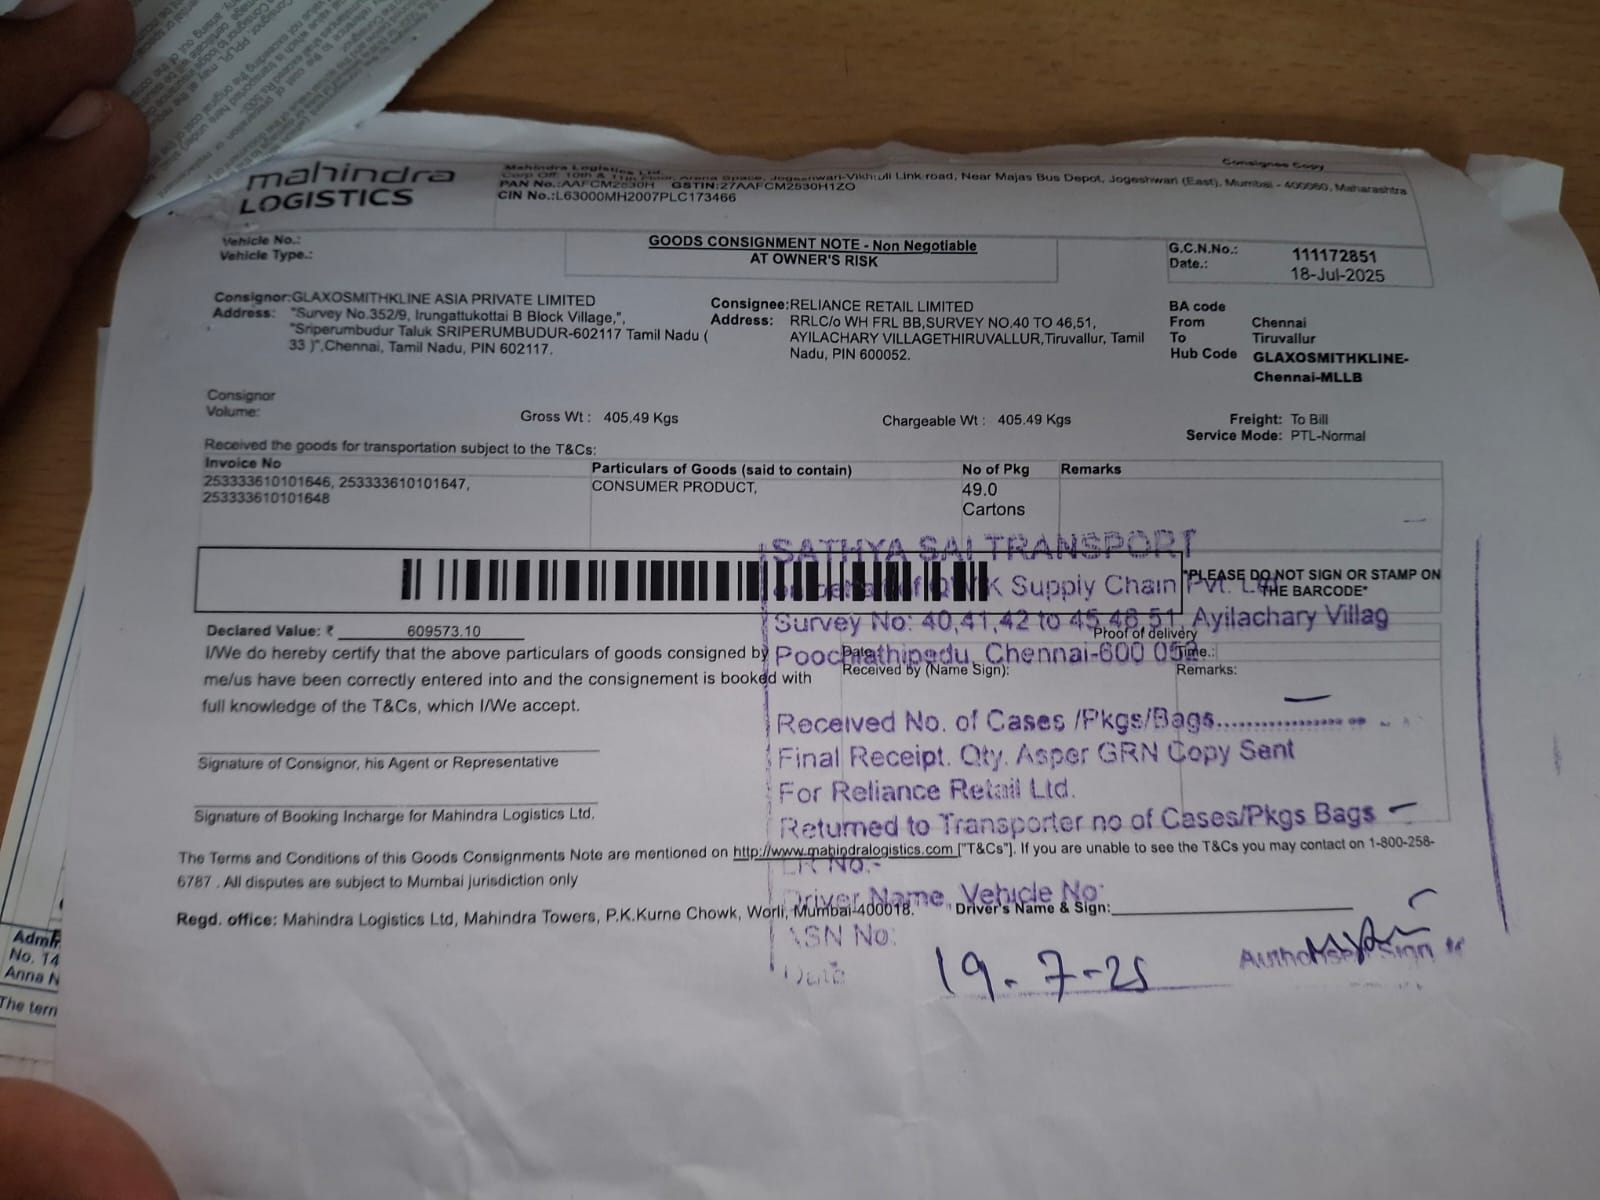 mahindra
LOGISTICS
Consignee Copy
Mahindra Logistics Ltd.
Corp Off: 10th & 11th Floor, Arena Space, Jogeshwari-Vikhroli Link road, Near Majas Bus Depot, Jogeshwari (East), Mumbai - 400060, Maharashtra
PAN No.:AAFCM2530H GSTIN:27AAFCM2530H1ZO
CIN No.:L63000MH2007PLC173466
Vehicle No.:
Vehicle Type.:
GOODS CONSIGNMENT NOTE - Non Negotiable
AT OWNER'S RISK
G.C.N.No.: 111172851
Date.: 18-Jul-2025
Consignor:GLAXOSMITHKLINE ASIA PRIVATE LIMITED
Address: "Survey No.352/9, Irungattukottai B Block Village,",
"Sriperumbudur Taluk SRIPERUMBUDUR-602117 Tamil Nadu (
33 )",Chennai, Tamil Nadu, PIN 602117.
Consignee:RELIANCE RETAIL LIMITED
Address: RRLC/o WH FRL BB,SURVEY NO.40 TO 46,51,
AYILACHARY VILLAGETHIRUVALLUR,Tiruvallur, Tamil
Nadu, PIN 600052.
BA code
From Chennai
To Tiruvallur
Hub Code GLAXOSMITHKLINE-
Chennai-MLLB
Consignor
Volume:
Gross Wt : 405.49 Kgs
Chargeable Wt : 405.49 Kgs
Freight: To Bill
Service Mode: PTL-Normal
Received the goods for transportation subject to the T&Cs:
Invoice No Particulars of Goods (said to contain) No of Pkg Remarks
253333610101646, 253333610101647, CONSUMER PRODUCT, 49.0
253333610101648 Cartons
*PLEASE DO NOT SIGN OR STAMP ON
THE BARCODE*
Declared Value: ₹ 609573.10
I/We do hereby certify that the above particulars of goods consigned by
me/us have been correctly entered into and the consignement is booked with
full knowledge of the T&Cs, which I/We accept.
Proof of delivery
Date: Time.:
Received by (Name Sign): Remarks:
SATHYA SAI TRANSPORT
Supply Chain Pvt. Ltd
Survey No: 40,41,42 to 45,46,51, Ayilachary Villag
Poochiathipedu, Chennai-600 052
Received No. of Cases /Pkgs/Bags
Final Receipt. Qty. Asper GRN Copy Sent
For Reliance Retail Ltd.
Returned to Transporter no of Cases/Pkgs Bags
LR No:-
Driver Name, Vehicle No:
ASN No:
Date
19-7-25
Signature of Consignor, his Agent or Representative
Signature of Booking Incharge for Mahindra Logistics Ltd.
The Terms and Conditions of this Goods Consignments Note are mentioned on http://www.mahindralogistics.com ["T&Cs"]. If you are unable to see the T&Cs you may contact on 1-800-258-
6787 . All disputes are subject to Mumbai jurisdiction only
Regd. office: Mahindra Logistics Ltd, Mahindra Towers, P.K.Kurne Chowk, Worli, Mumbai-400018. Driver's Name & Sign:
No. 14
Anna N